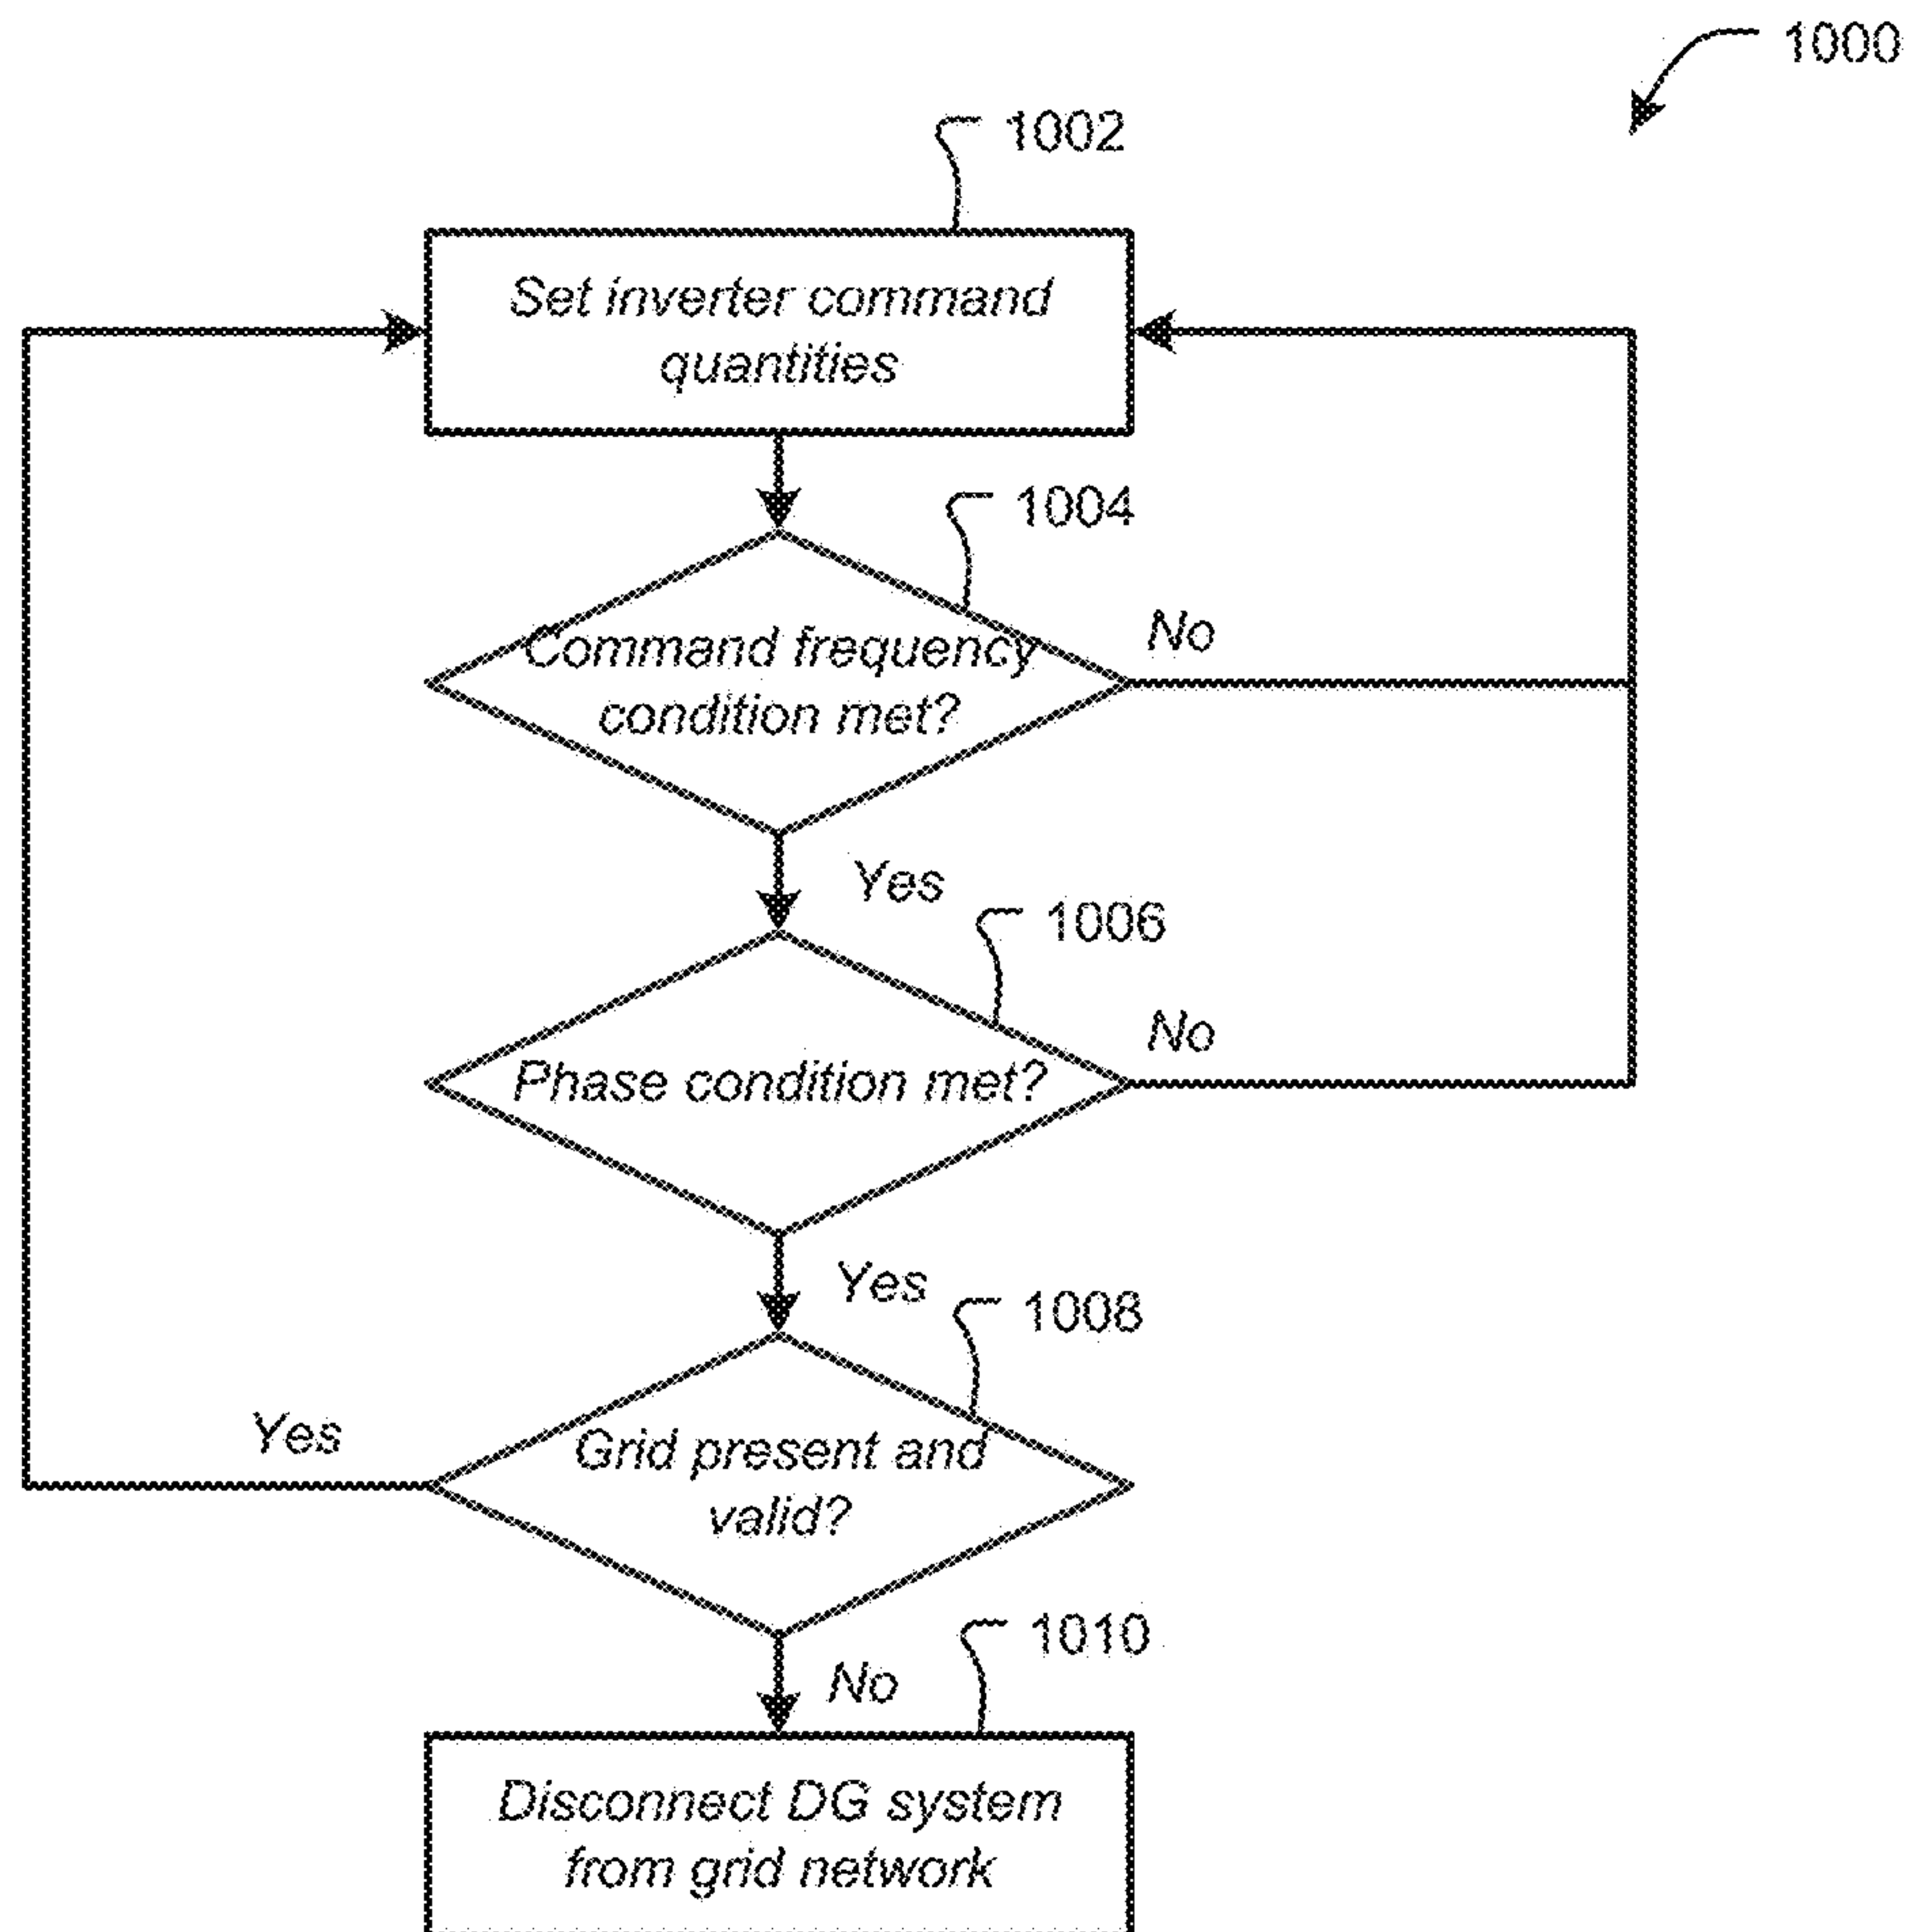 1000
1002
Set inverter command
quantities
1004
Command frequency
condition met?
No
Yes
1006
Phase condition met?
No
Yes
1008
Grid present and
valid?
Yes
No
1010
Disconnect DG system
from grid network